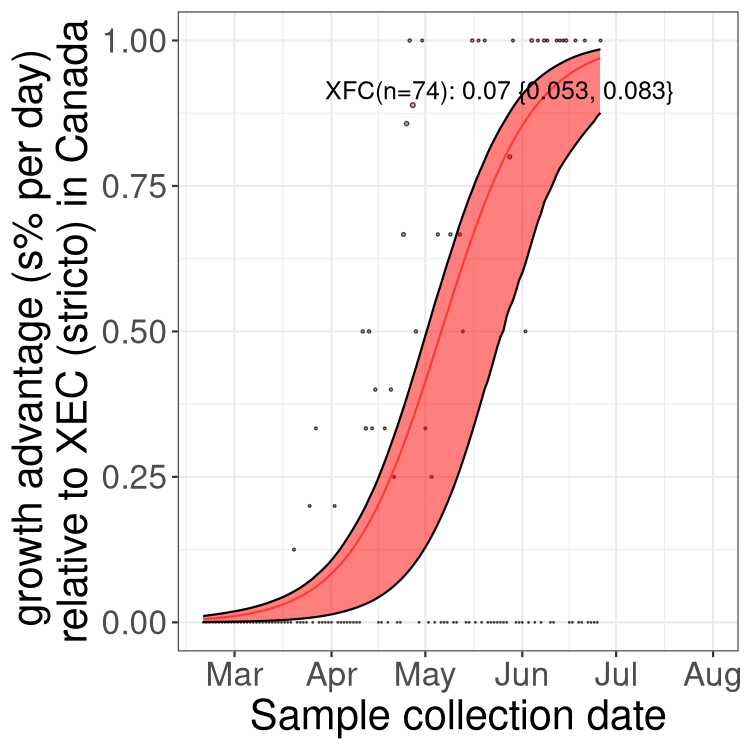 growth advantage (s% per day)
relative to XEC (stricto) in Canada
1.00
0.75
0.50
0.25
0.00
XFC(n=74): 0.07 {0.053, 0.083}
Mar Apr May Jun Jul Aug
Sample collection date